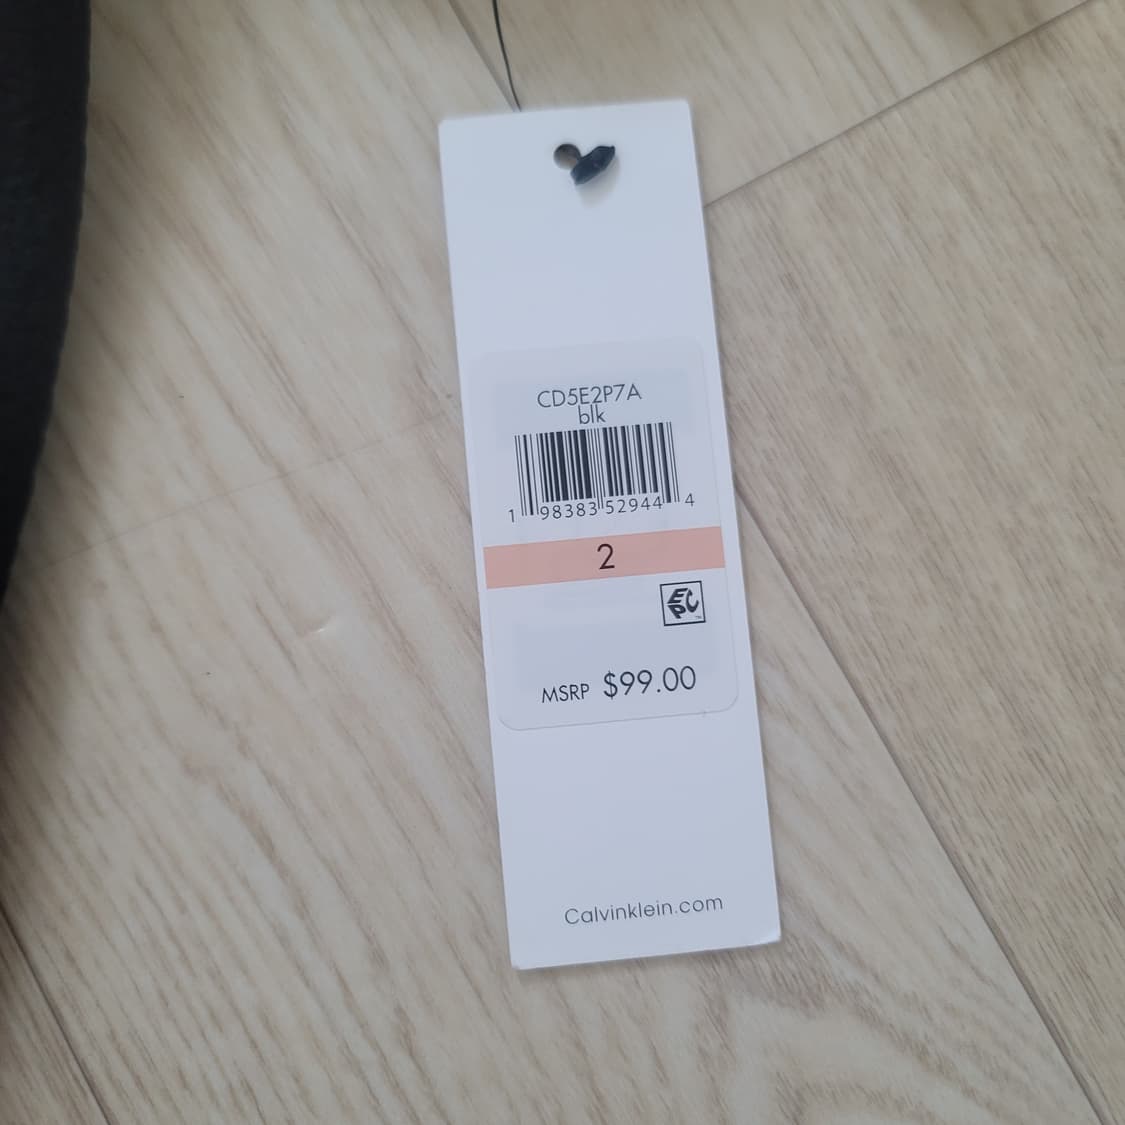 CD5E2P7A
blk
1 98383 52944 4
2
EPC
MSRP $99.00
Calvinklein.com